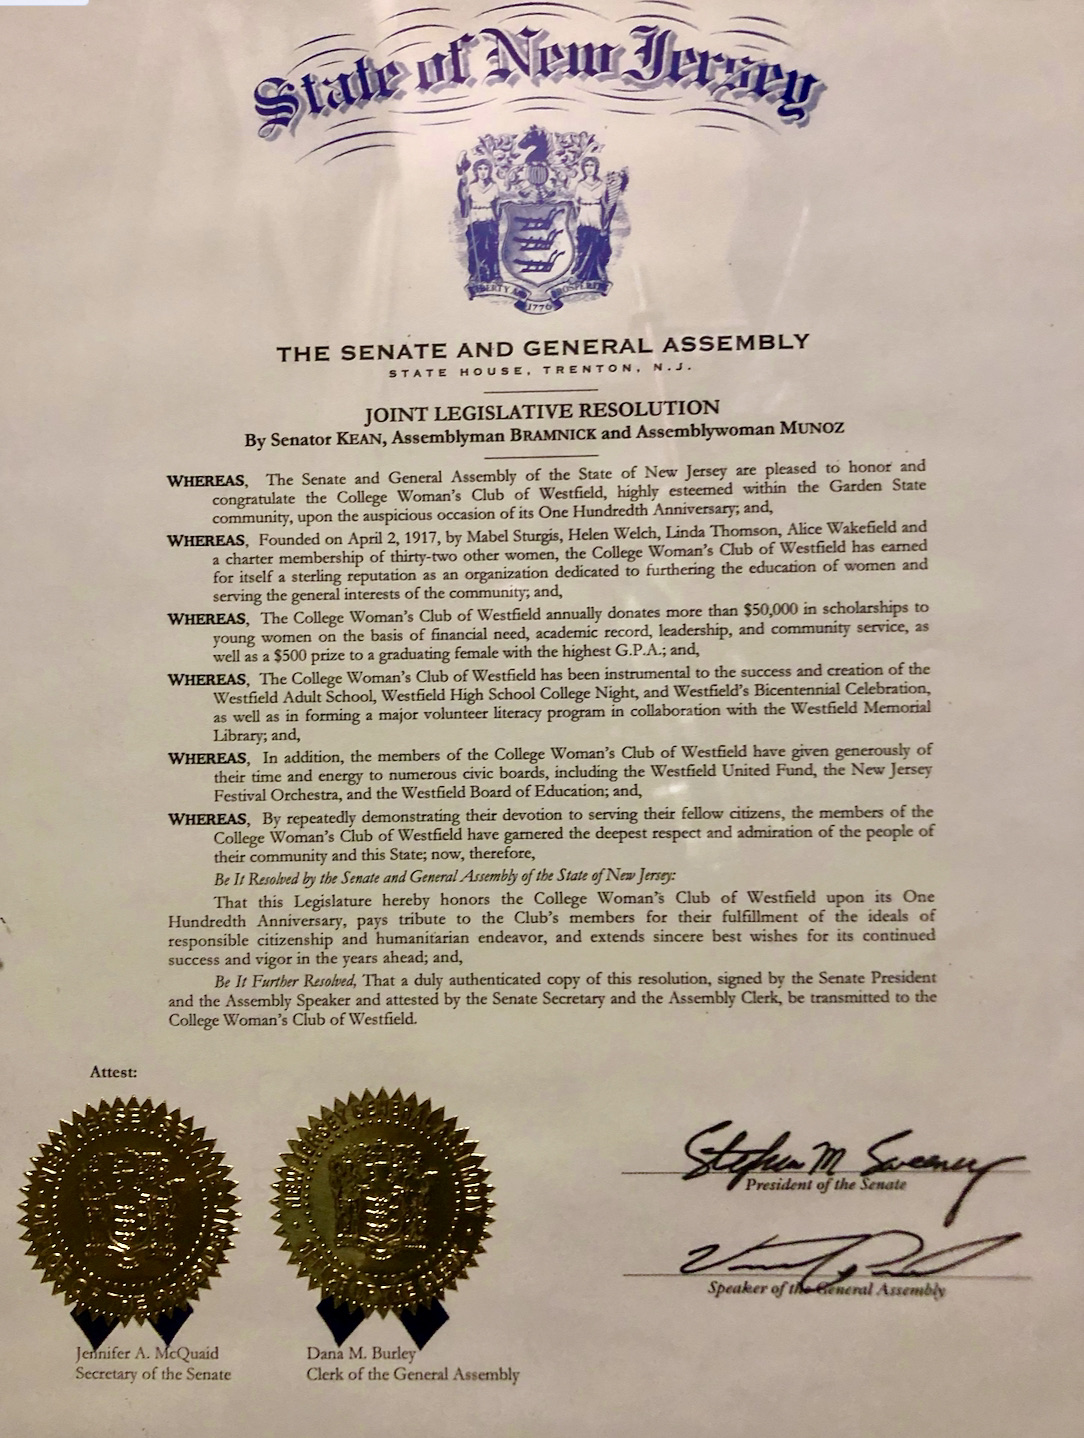 State of New Jersey
LIBERTY & PROSPERITY
1776
THE SENATE AND GENERAL ASSEMBLY
STATE HOUSE, TRENTON, N.J.
JOINT LEGISLATIVE RESOLUTION
By Senator KEAN, Assemblyman BRAMNICK and Assemblywoman MUNOZ
WHEREAS, The Senate and General Assembly of the State of New Jersey are pleased to honor and
congratulate the College Woman's Club of Westfield, highly esteemed within the Garden State
community, upon the auspicious occasion of its One Hundredth Anniversary; and,
WHEREAS, Founded on April 2, 1917, by Mabel Sturgis, Helen Welch, Linda Thomson, Alice Wakefield and
a charter membership of thirty-two other women, the College Woman's Club of Westfield has earned
for itself a sterling reputation as an organization dedicated to furthering the education of women and
serving the general interests of the community; and,
WHEREAS, The College Woman's Club of Westfield annually donates more than $50,000 in scholarships to
young women on the basis of financial need, academic record, leadership, and community service, as
well as a $500 prize to a graduating female with the highest G.P.A.; and,
WHEREAS, The College Woman's Club of Westfield has been instrumental to the success and creation of the
Westfield Adult School, Westfield High School College Night, and Westfield's Bicentennial Celebration,
as well as in forming a major volunteer literacy program in collaboration with the Westfield Memorial
Library; and,
WHEREAS, In addition, the members of the College Woman's Club of Westfield have given generously of
their time and energy to numerous civic boards, including the Westfield United Fund, the New Jersey
Festival Orchestra, and the Westfield Board of Education; and,
WHEREAS, By repeatedly demonstrating their devotion to serving their fellow citizens, the members of the
College Woman's Club of Westfield have garnered the deepest respect and admiration of the people of
their community and this State; now, therefore,
Be It Resolved by the Senate and General Assembly of the State of New Jersey:
That this Legislature hereby honors the College Woman's Club of Westfield upon its One
Hundredth Anniversary, pays tribute to the Club's members for their fulfillment of the ideals of
responsible citizenship and humanitarian endeavor, and extends sincere best wishes for its continued
success and vigor in the years ahead; and,
Be It Further Resolved, That a duly authenticated copy of this resolution, signed by the Senate President
and the Assembly Speaker and attested by the Senate Secretary and the Assembly Clerk, be transmitted to the
College Woman's Club of Westfield.
Attest:
NEW JERSEY GENERAL
Stephen M Sweeney
President of the Senate
Speaker of the General Assembly
Jennifer A. McQuaid
Secretary of the Senate
Dana M. Burley
Clerk of the General Assembly